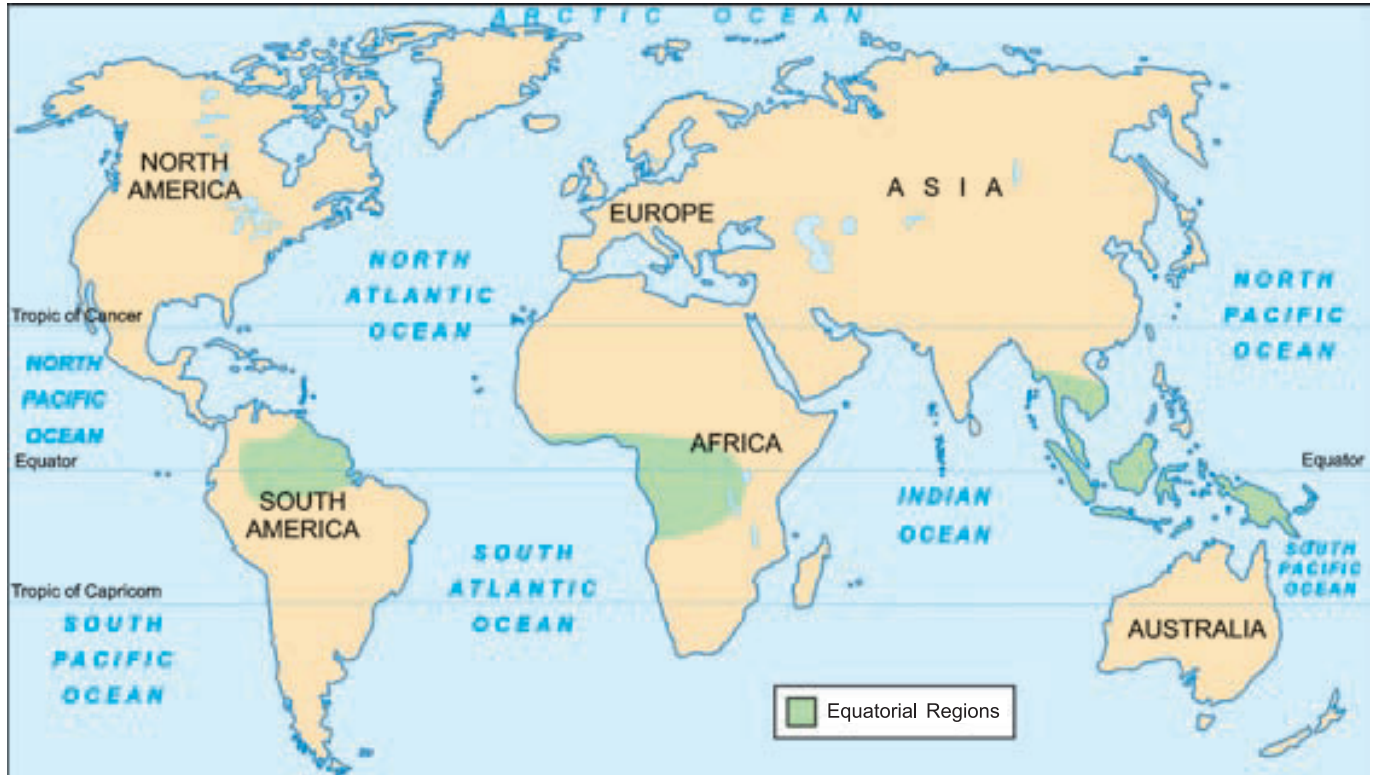 ARCTIC OCEAN
NORTH
AMERICA
EUROPE
ASIA
NORTH
ATLANTIC
OCEAN
NORTH
PACIFIC
OCEAN
Tropic of Cancer
NORTH
PACIFIC
OCEAN
AFRICA
Equator
Equator
SOUTH
AMERICA
INDIAN
OCEAN
SOUTH
ATLANTIC
OCEAN
SOUTH
PACIFIC
OCEAN
Tropic of Capricorn
SOUTH
PACIFIC
OCEAN
AUSTRALIA
Equatorial Regions